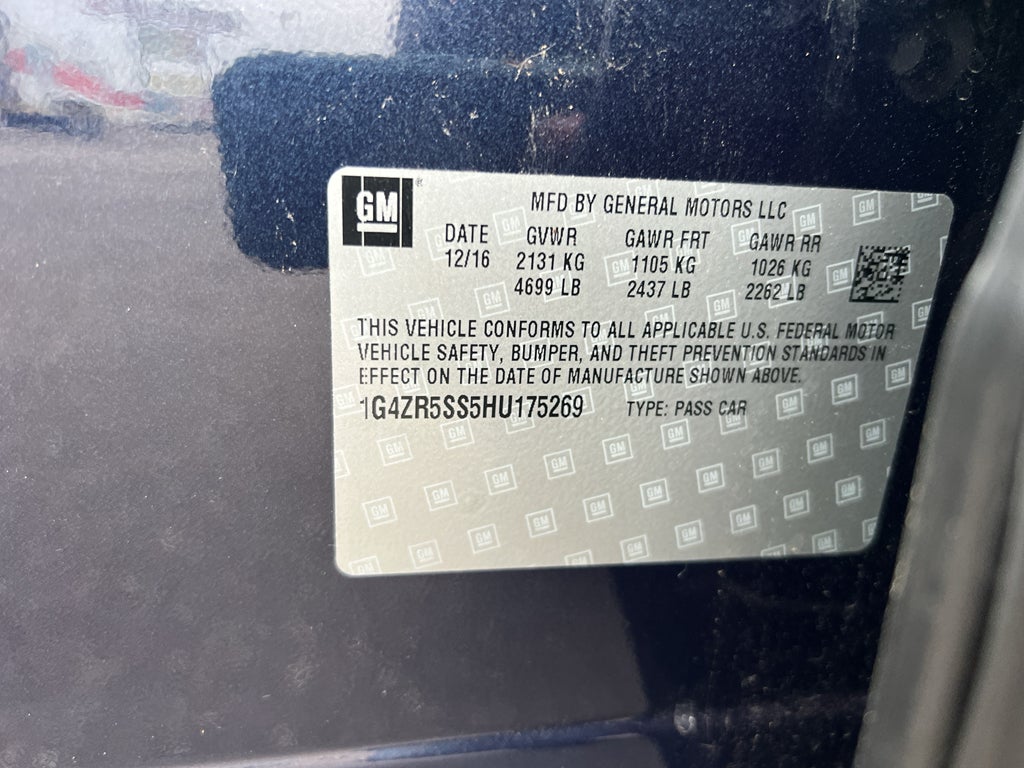 GM
MFD BY GENERAL MOTORS LLC
DATE GVWR GAWR FRT GAWR RR
12/16 2131 KG 1105 KG 1026 KG
4699 LB 2437 LB 2262 LB
THIS VEHICLE CONFORMS TO ALL APPLICABLE U.S. FEDERAL MOTOR
VEHICLE SAFETY, BUMPER, AND THEFT PREVENTION STANDARDS IN
EFFECT ON THE DATE OF MANUFACTURE SHOWN ABOVE.
1G4ZR5SS5HU175269 TYPE: PASS CAR